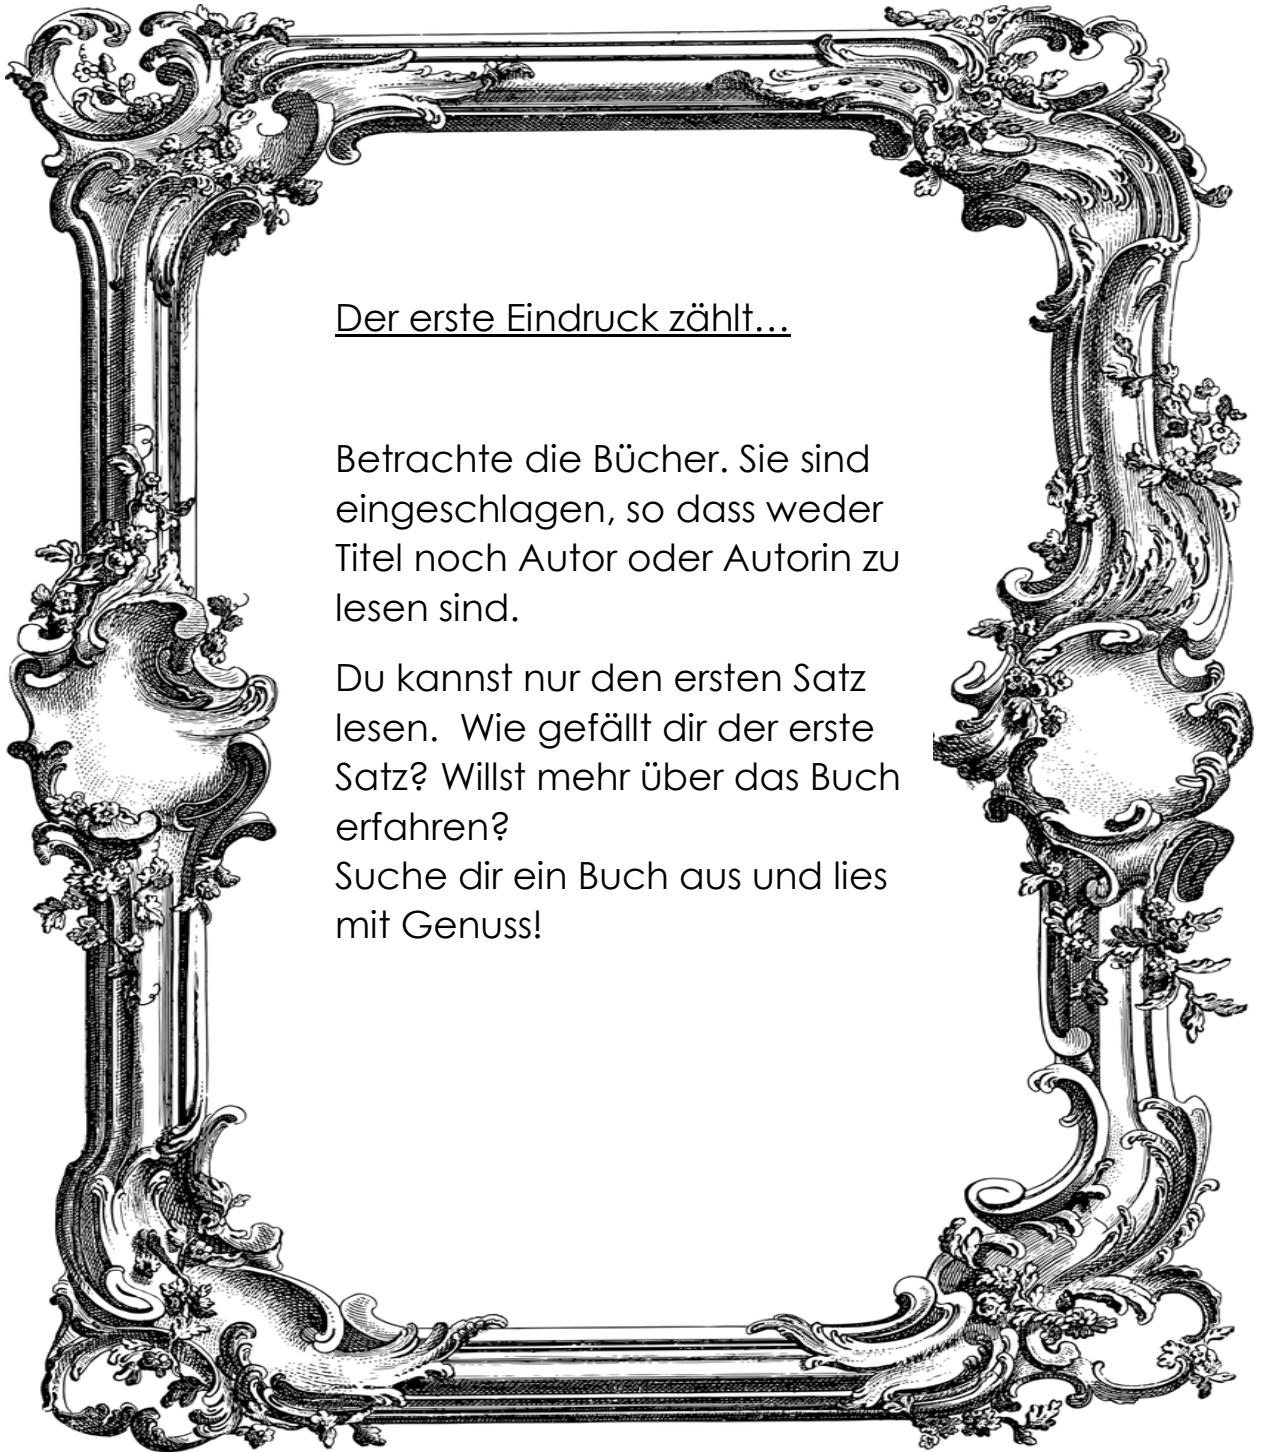 Der erste Eindruck zählt…
Betrachte die Bücher. Sie sind
eingeschlagen, so dass weder
Titel noch Autor oder Autorin zu
lesen sind.
Du kannst nur den ersten Satz
lesen.  Wie gefällt dir der erste
Satz? Willst mehr über das Buch
erfahren?
Suche dir ein Buch aus und lies
mit Genuss!